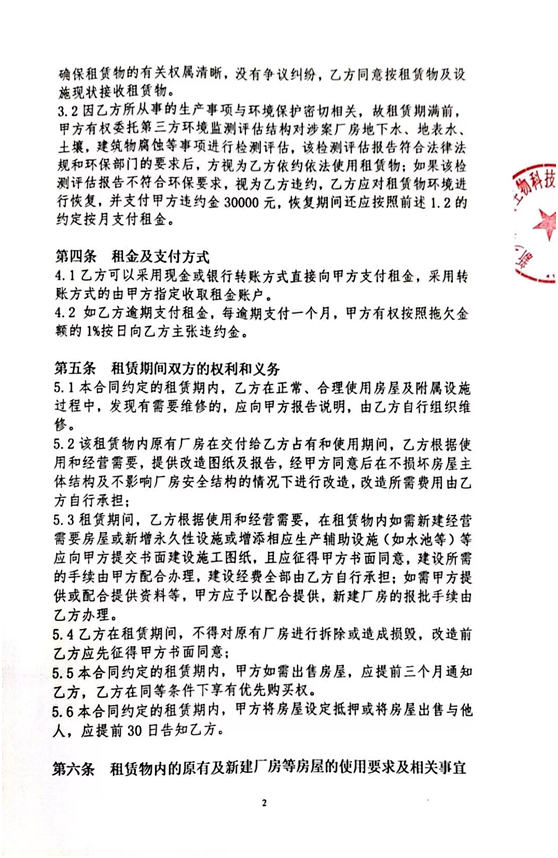 确保租赁物的有关权属清晰，没有争议纠纷，乙方同意按租赁物及设
施现状接收租赁物。
3.2 因乙方所从事的生产事项与环境保护密切相关，故租赁期满前，
甲方有权委托第三方环境监测评估结构对涉案厂房地下水、地表水、
土壤，建筑物腐蚀等事项进行检测评估，该检测评估报告符合法律法
规和环保部门的要求后，方视为乙方依约依法使用租赁物；如果该检
测评估报告不符合环保要求，视为乙方违约，乙方应对租赁物环境进
行恢复，并支付甲方违约金 30000 元，恢复期间还应按照前述 1.2 的
约定按月支付租金。
第四条 租金及支付方式
4.1 乙方可以采用现金或银行转账方式直接向甲方支付租金，采用转
账方式的由甲方指定收取租金账户。
4.2 如乙方逾期支付租金，每逾期支付一个月，甲方有权按照拖欠金
额的 1%按日向乙方主张违约金。
第五条 租赁期间双方的权利和义务
5.1 本合同约定的租赁期内，乙方在正常、合理使用房屋及附属设施
过程中，发现有需要维修的，应向甲方报告说明，由乙方自行组织维
修。
5.2 该租赁物内原有厂房在交付给乙方占有和使用期间，乙方根据使
用和经营需要，提供改造图纸及报告，经甲方同意后在不损坏房屋主
体结构及不影响厂房安全结构的情况下进行改造，改造所需费用由乙
方自行承担；
5.3 租赁期间，乙方根据使用和经营需要，在租赁物内如需新建经营
需要房屋或新增永久性设施或增添相应生产辅助设施（如水池等）等
应向甲方提交书面建设施工图纸，且应征得甲方书面同意，建设所需
的手续由甲方配合办理，建设经费全部由乙方自行承担；如需甲方提
供或配合提供资料等，甲方应予以配合提供，新建厂房的报批手续由
乙方办理。
5.4 乙方在租赁期间，不得对原有厂房进行拆除或造成损毁，改造前
乙方应先征得甲方书面同意；
5.5 本合同约定的租赁期内，甲方如需出售房屋，应提前三个月通知
乙方，乙方在同等条件下享有优先购买权。
5.6 本合同约定的租赁期内，甲方将房屋设定抵押或将房屋出售与他
人，应提前 30 日告知乙方。
第六条 租赁物内的原有及新建厂房等房屋的使用要求及相关事宜
2
物科技